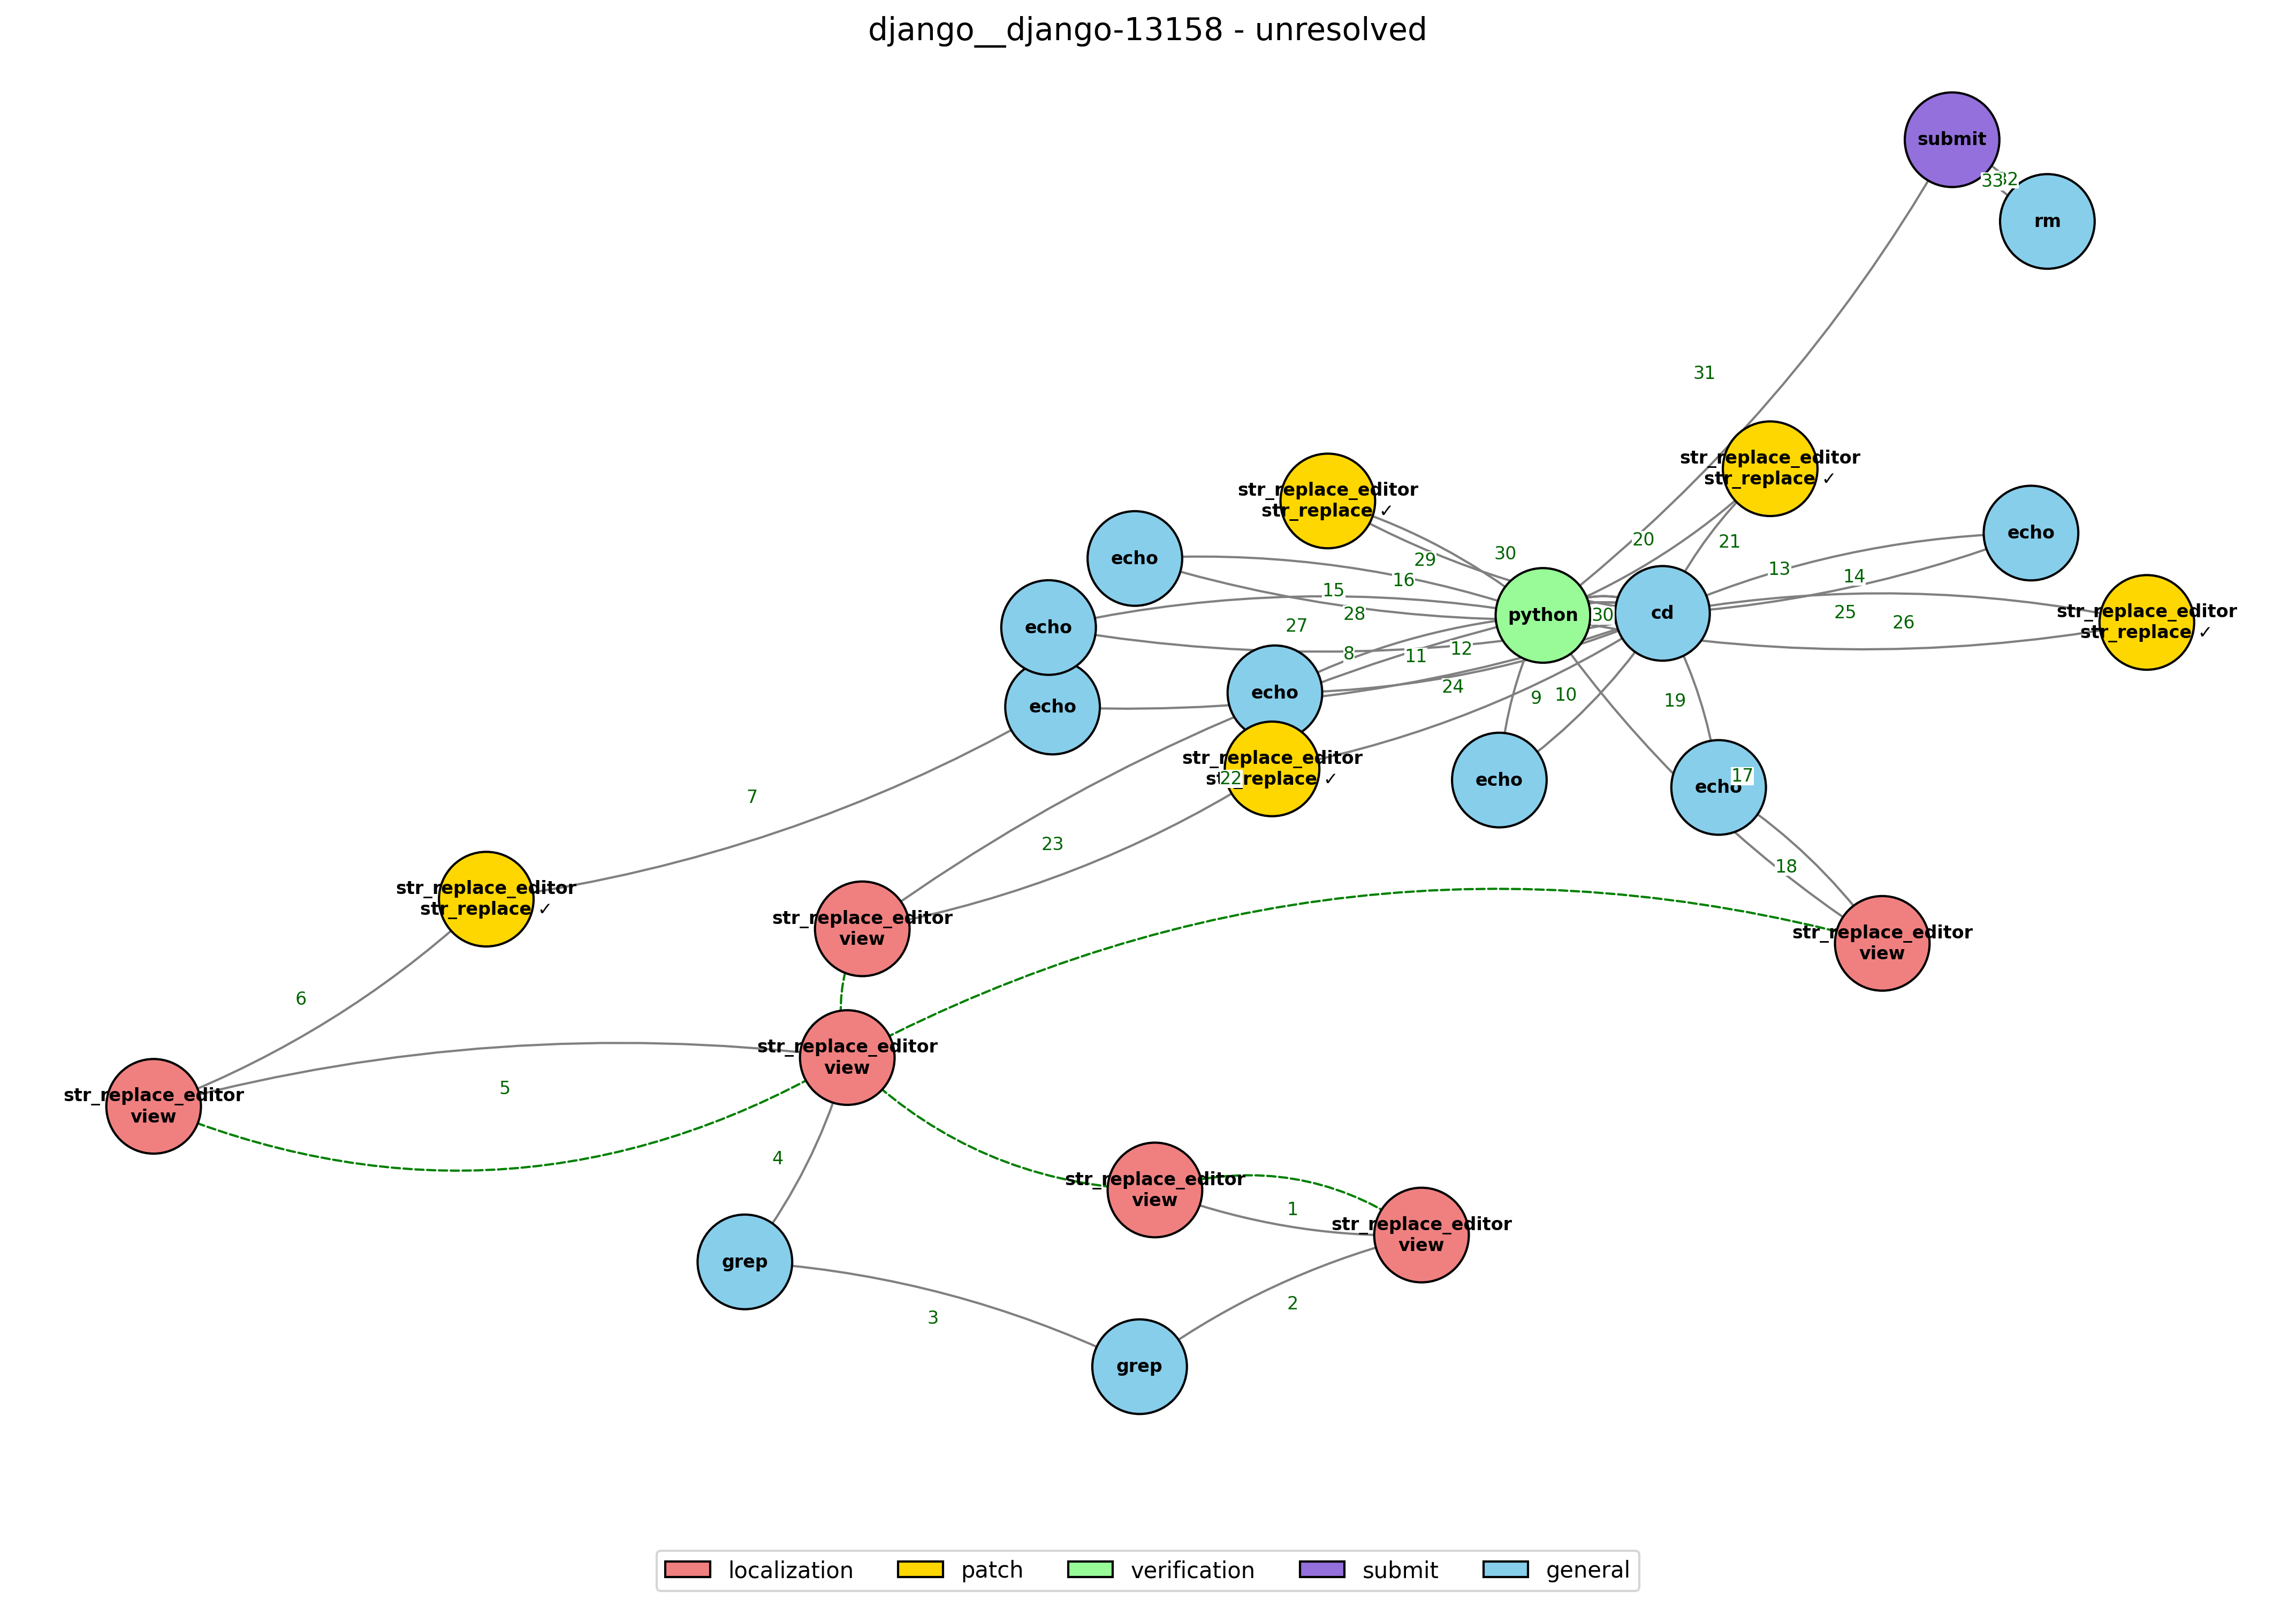 django__django-13158 - unresolved
submit
33
32
rm
31
str_replace_editor
str_replace ✓
str_replace_editor
str_replace ✓
echo
20
21
echo
29
30
13
14
16
15
28
27
30
python
cd
25
26
str_replace_editor
str_replace ✓
echo
8
11
12
echo
24
9
10
19
echo
7
str_replace_editor
str_replace ✓
22
echo
17
echo
23
18
str_replace_editor
str_replace ✓
str_replace_editor
view
str_replace_editor
view
6
str_replace_editor
view
5
str_replace_editor
view
4
str_replace_editor
view
1
str_replace_editor
view
grep
3
2
grep
localization
patch
verification
submit
general